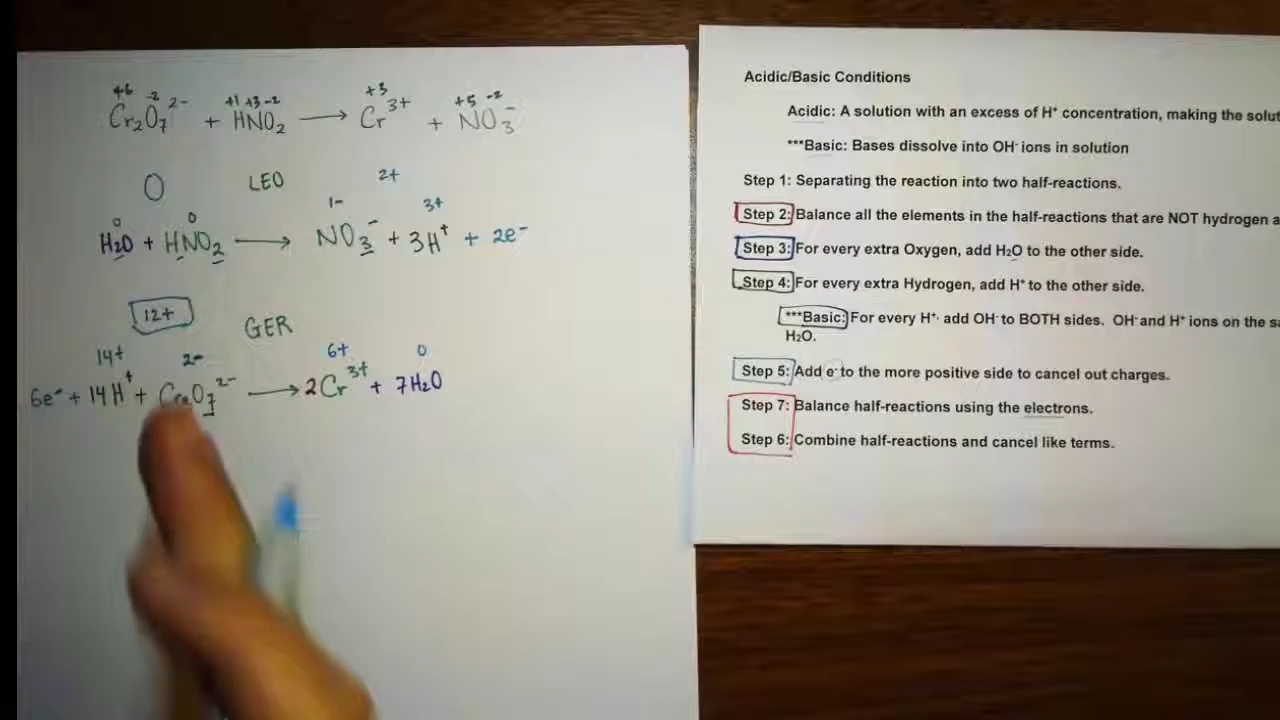 +6 -2 +1 +3 -2 +3 +5 -2
Cr₂O₇²⁻ + HNO₂ → Cr³⁺ + NO₃⁻
0 LEO 2+
0 0 1- 3+
H₂O + HNO₂ → NO₃⁻ + 3H⁺ + 2e⁻
12+ GER
14+ 2- 6+ 0
6e⁻ + 14H⁺ + Cr₂O₇²⁻ → 2Cr³⁺ + 7H₂O
Acidic/Basic Conditions
Acidic: A solution with an excess of H⁺ concentration, making the solut
***Basic: Bases dissolve into OH⁻ ions in solution
Step 1: Separating the reaction into two half-reactions.
Step 2: Balance all the elements in the half-reactions that are NOT hydrogen a
Step 3: For every extra Oxygen, add H₂O to the other side.
Step 4: For every extra Hydrogen, add H⁺ to the other side.
***Basic: For every H⁺, add OH⁻ to BOTH sides. OH⁻ and H⁺ ions on the sa
H₂O.
Step 5: Add e⁻ to the more positive side to cancel out charges.
Step 7: Balance half-reactions using the electrons.
Step 6: Combine half-reactions and cancel like terms.